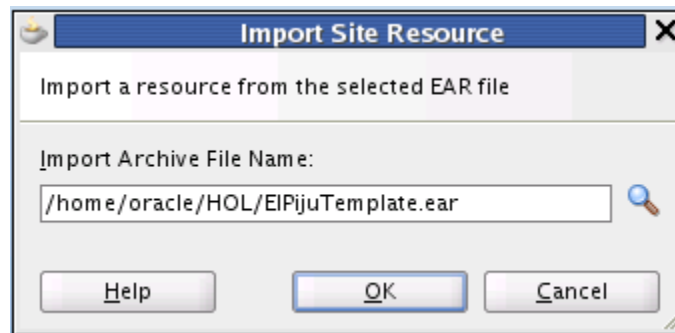 Import Site Resource
Import a resource from the selected EAR file
Import Archive File Name:
/home/oracle/HOL/ElPijuTemplate.ear
Help OK Cancel